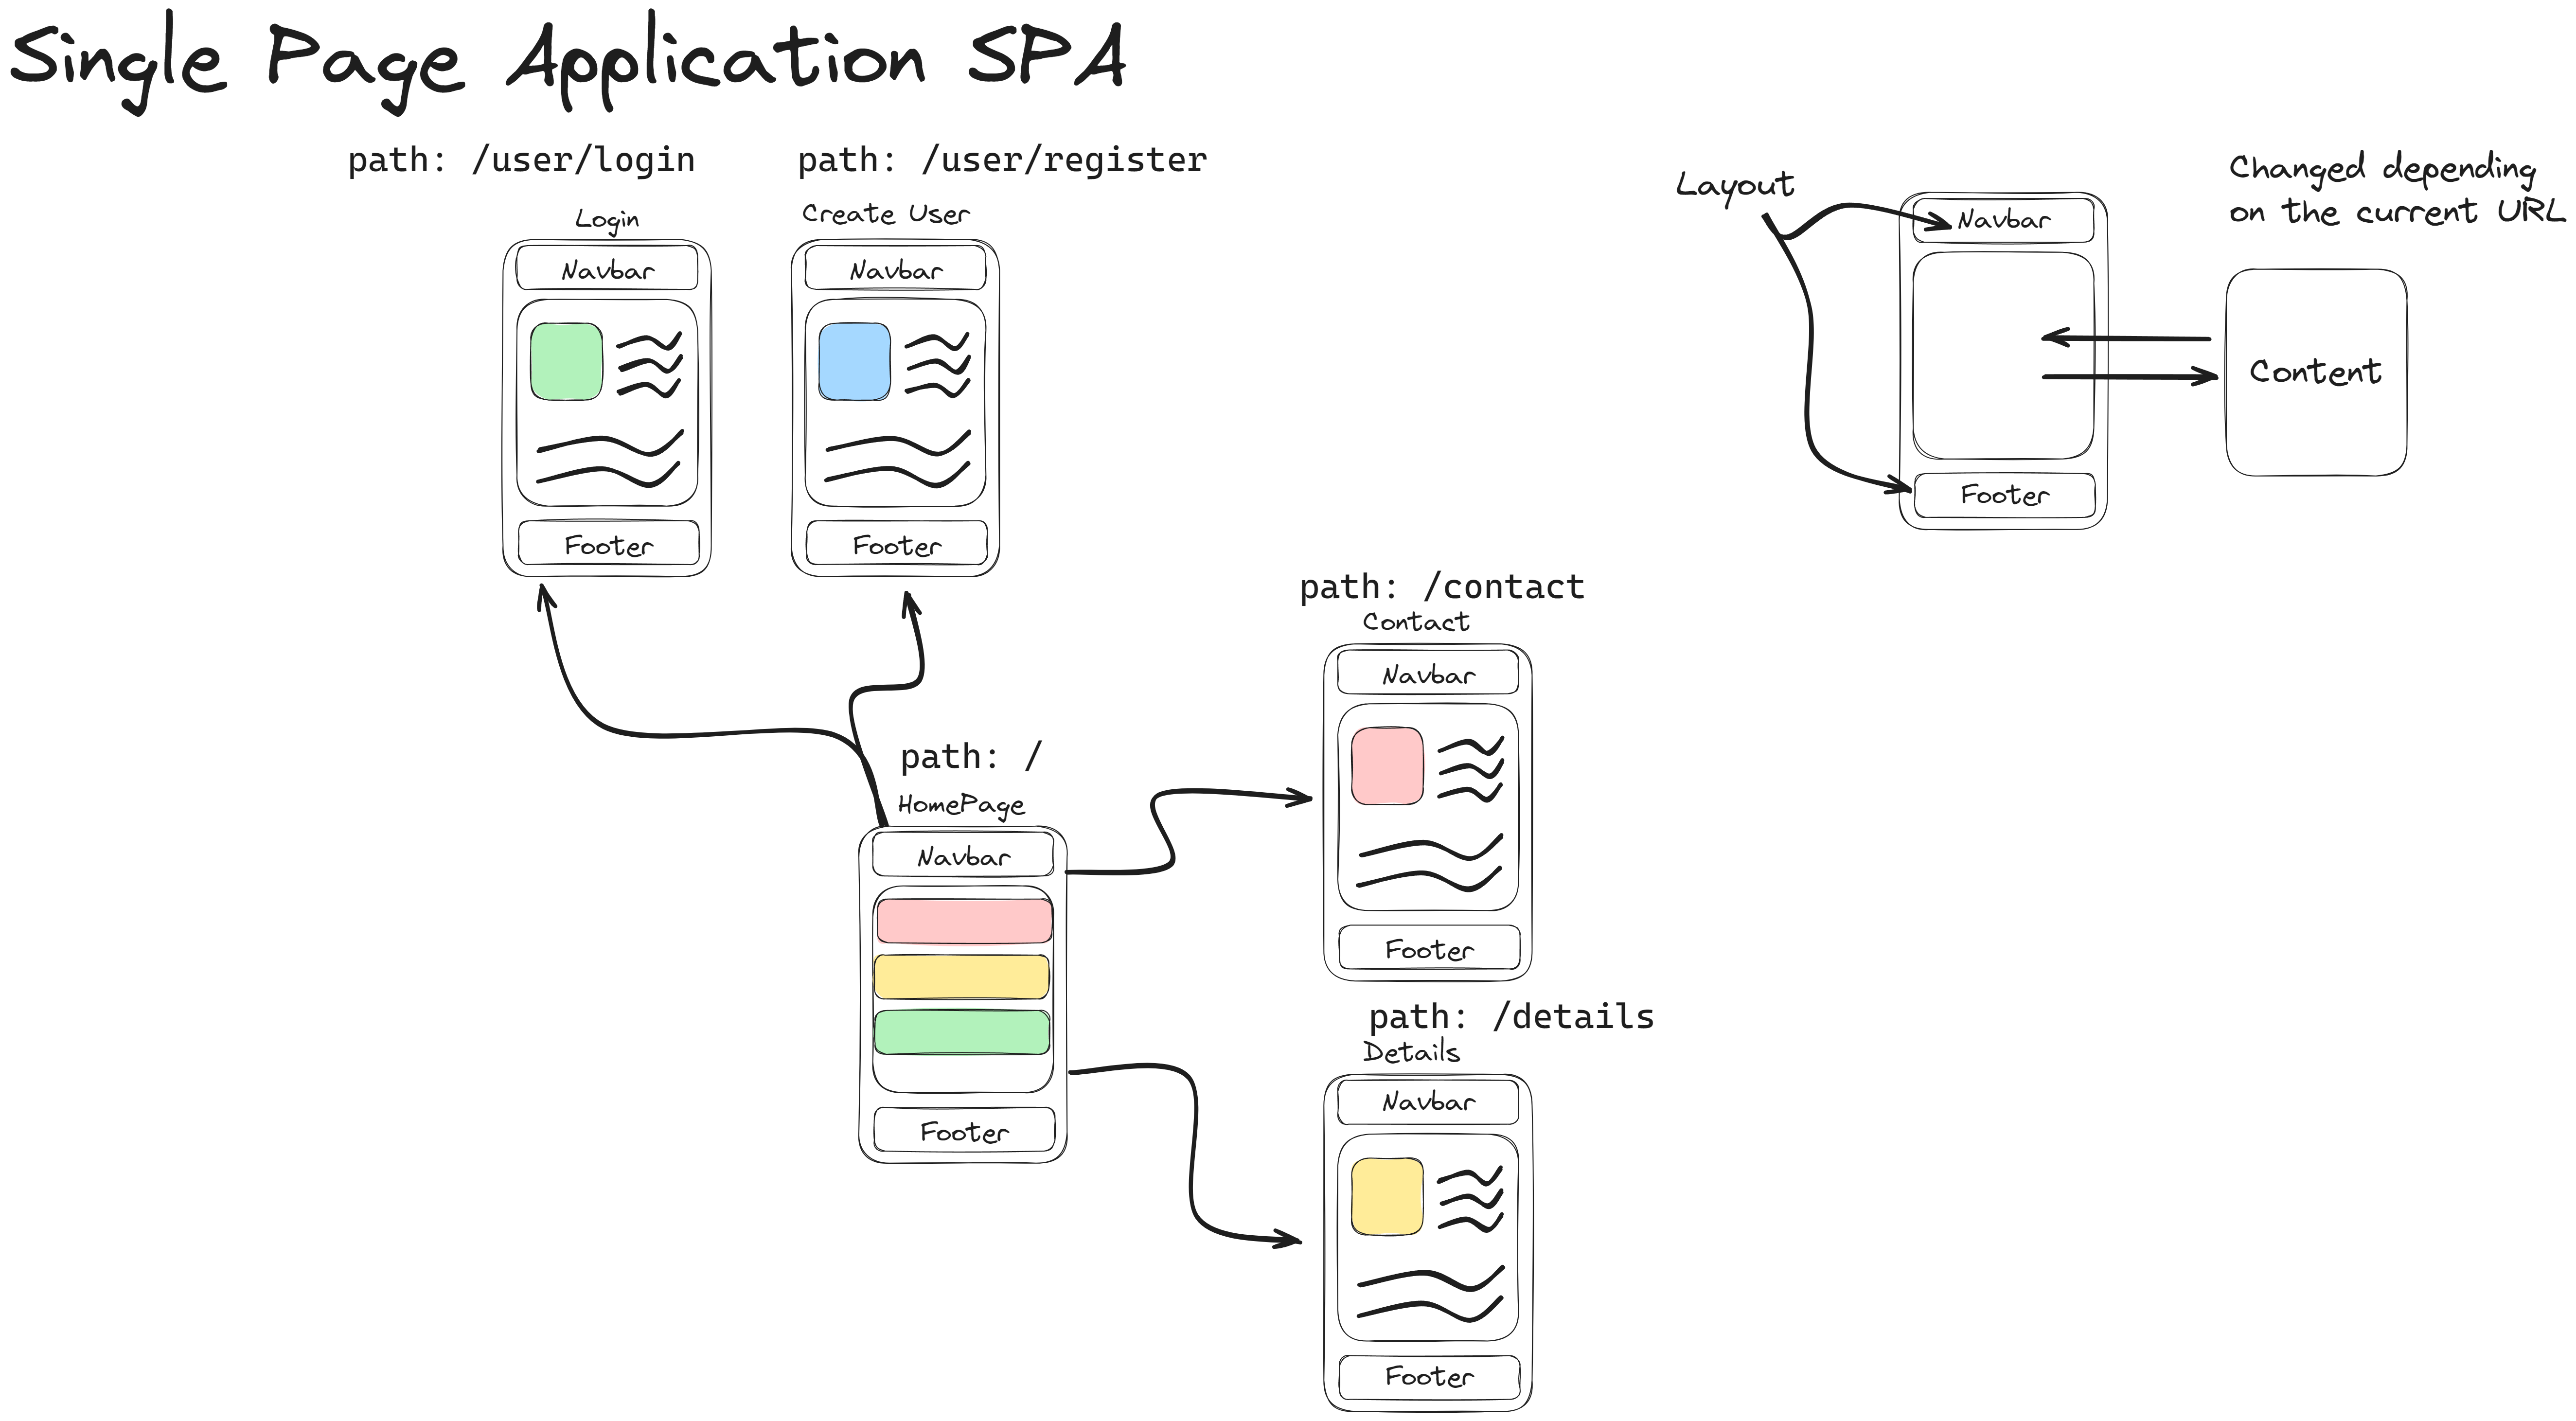 Single Page Application SPA
path: /user/login
path: /user/register
Login
Create User
Navbar
Navbar
Footer
Footer
Layout
Navbar
Footer
Changed depending
on the current URL
Content
path: /contact
Contact
Navbar
Footer
path: /
HomePage
Navbar
Footer
path: /details
Details
Navbar
Footer